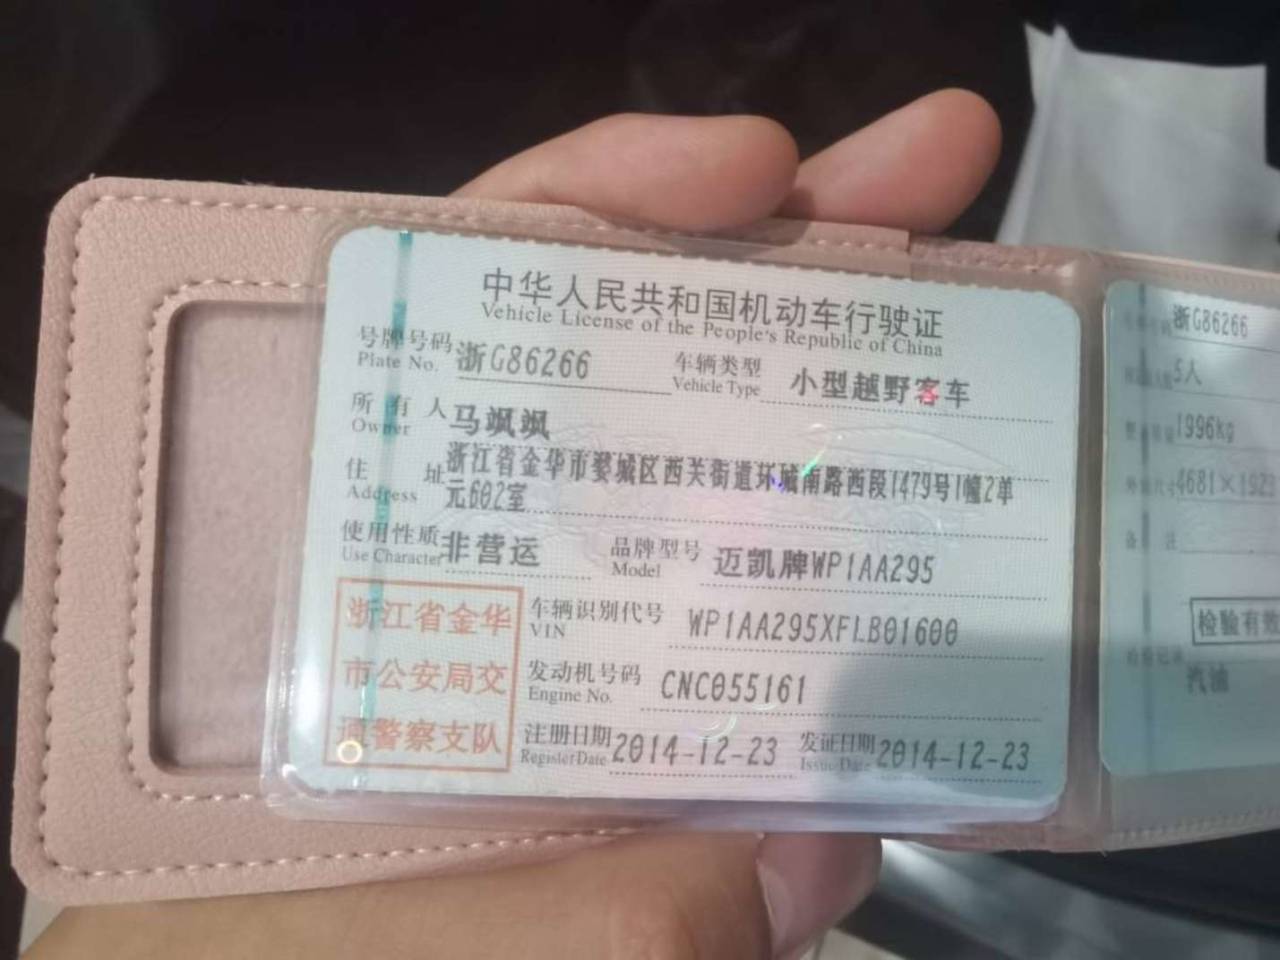 中华人民共和国机动车行驶证
Vehicle License of the People's Republic of China
号牌号码 浙G86266 车辆类型 小型越野客车
Plate No. Vehicle Type
所有人 马飒飒
Owner
住址 浙江省金华市婺城区西关街道环城南路西段1479号1幢2单
Address 元602室
使用性质 非营运 品牌型号 迈凯牌WP1AA295
Use Character Model
浙江省金华
市公安局交
通警察支队
车辆识别代号 WP1AA295XFLB01600
VIN
发动机号码 CNC055161
Engine No.
注册日期 2014-12-23 发证日期 2014-12-23
Register Date Issue Date
浙G86266
5人
1996kg
4681×1923
备注
检验有效
汽油